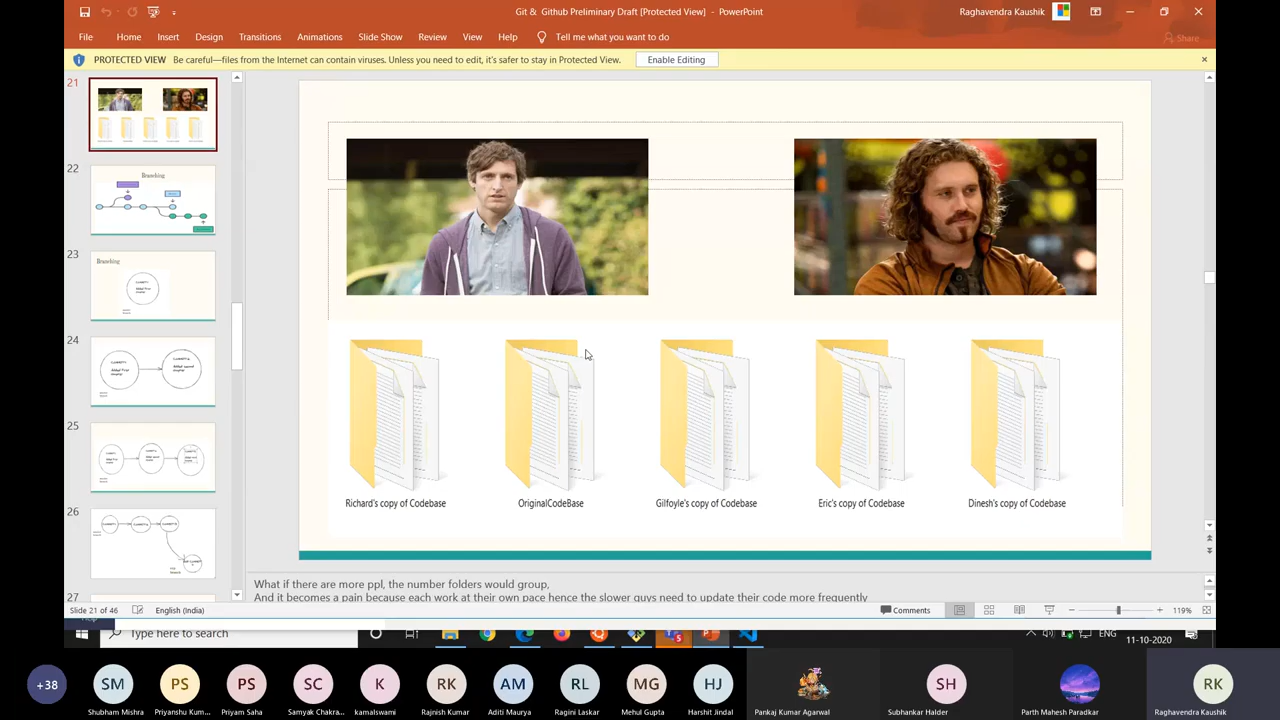 Git &  Github Preliminary Draft [Protected View]  -  PowerPoint
Raghavendra Kaushik
File Home Insert Design Transitions Animations Slide Show Review View Help Tell me what you want to do
Share
PROTECTED VIEW Be careful—files from the Internet can contain viruses. Unless you need to edit, it's safer to stay in Protected View. Enable Editing
21
22
Branching
23
Branching
24
25
26
27
Richard's copy of Codebase
OriginalCodeBase
Gilfoyle's copy of Codebase
Eric's copy of Codebase
Dinesh's copy of Codebase
What if there are more ppl, the number folders would group,
And it becomes a pain because each work at their own pace hence the slower guys need to update their code more frequently
Slide 21 of 46 English (India) Comments 119%
Help
Type here to search
T 5
ENG
11-10-2020
+38 SM PS PS SC K RK AM RL MG HJ SH RK
Shubham Mishra Priyanshu Kum... Priyam Saha Samyak Chakra... kamalswami Rajnish Kumar Aditi Maurya Ragini Laskar Mehul Gupta Harshit Jindal Pankaj Kumar Agarwal Subhankar Halder Parth Mahesh Paradkar Raghavendra Kaushik